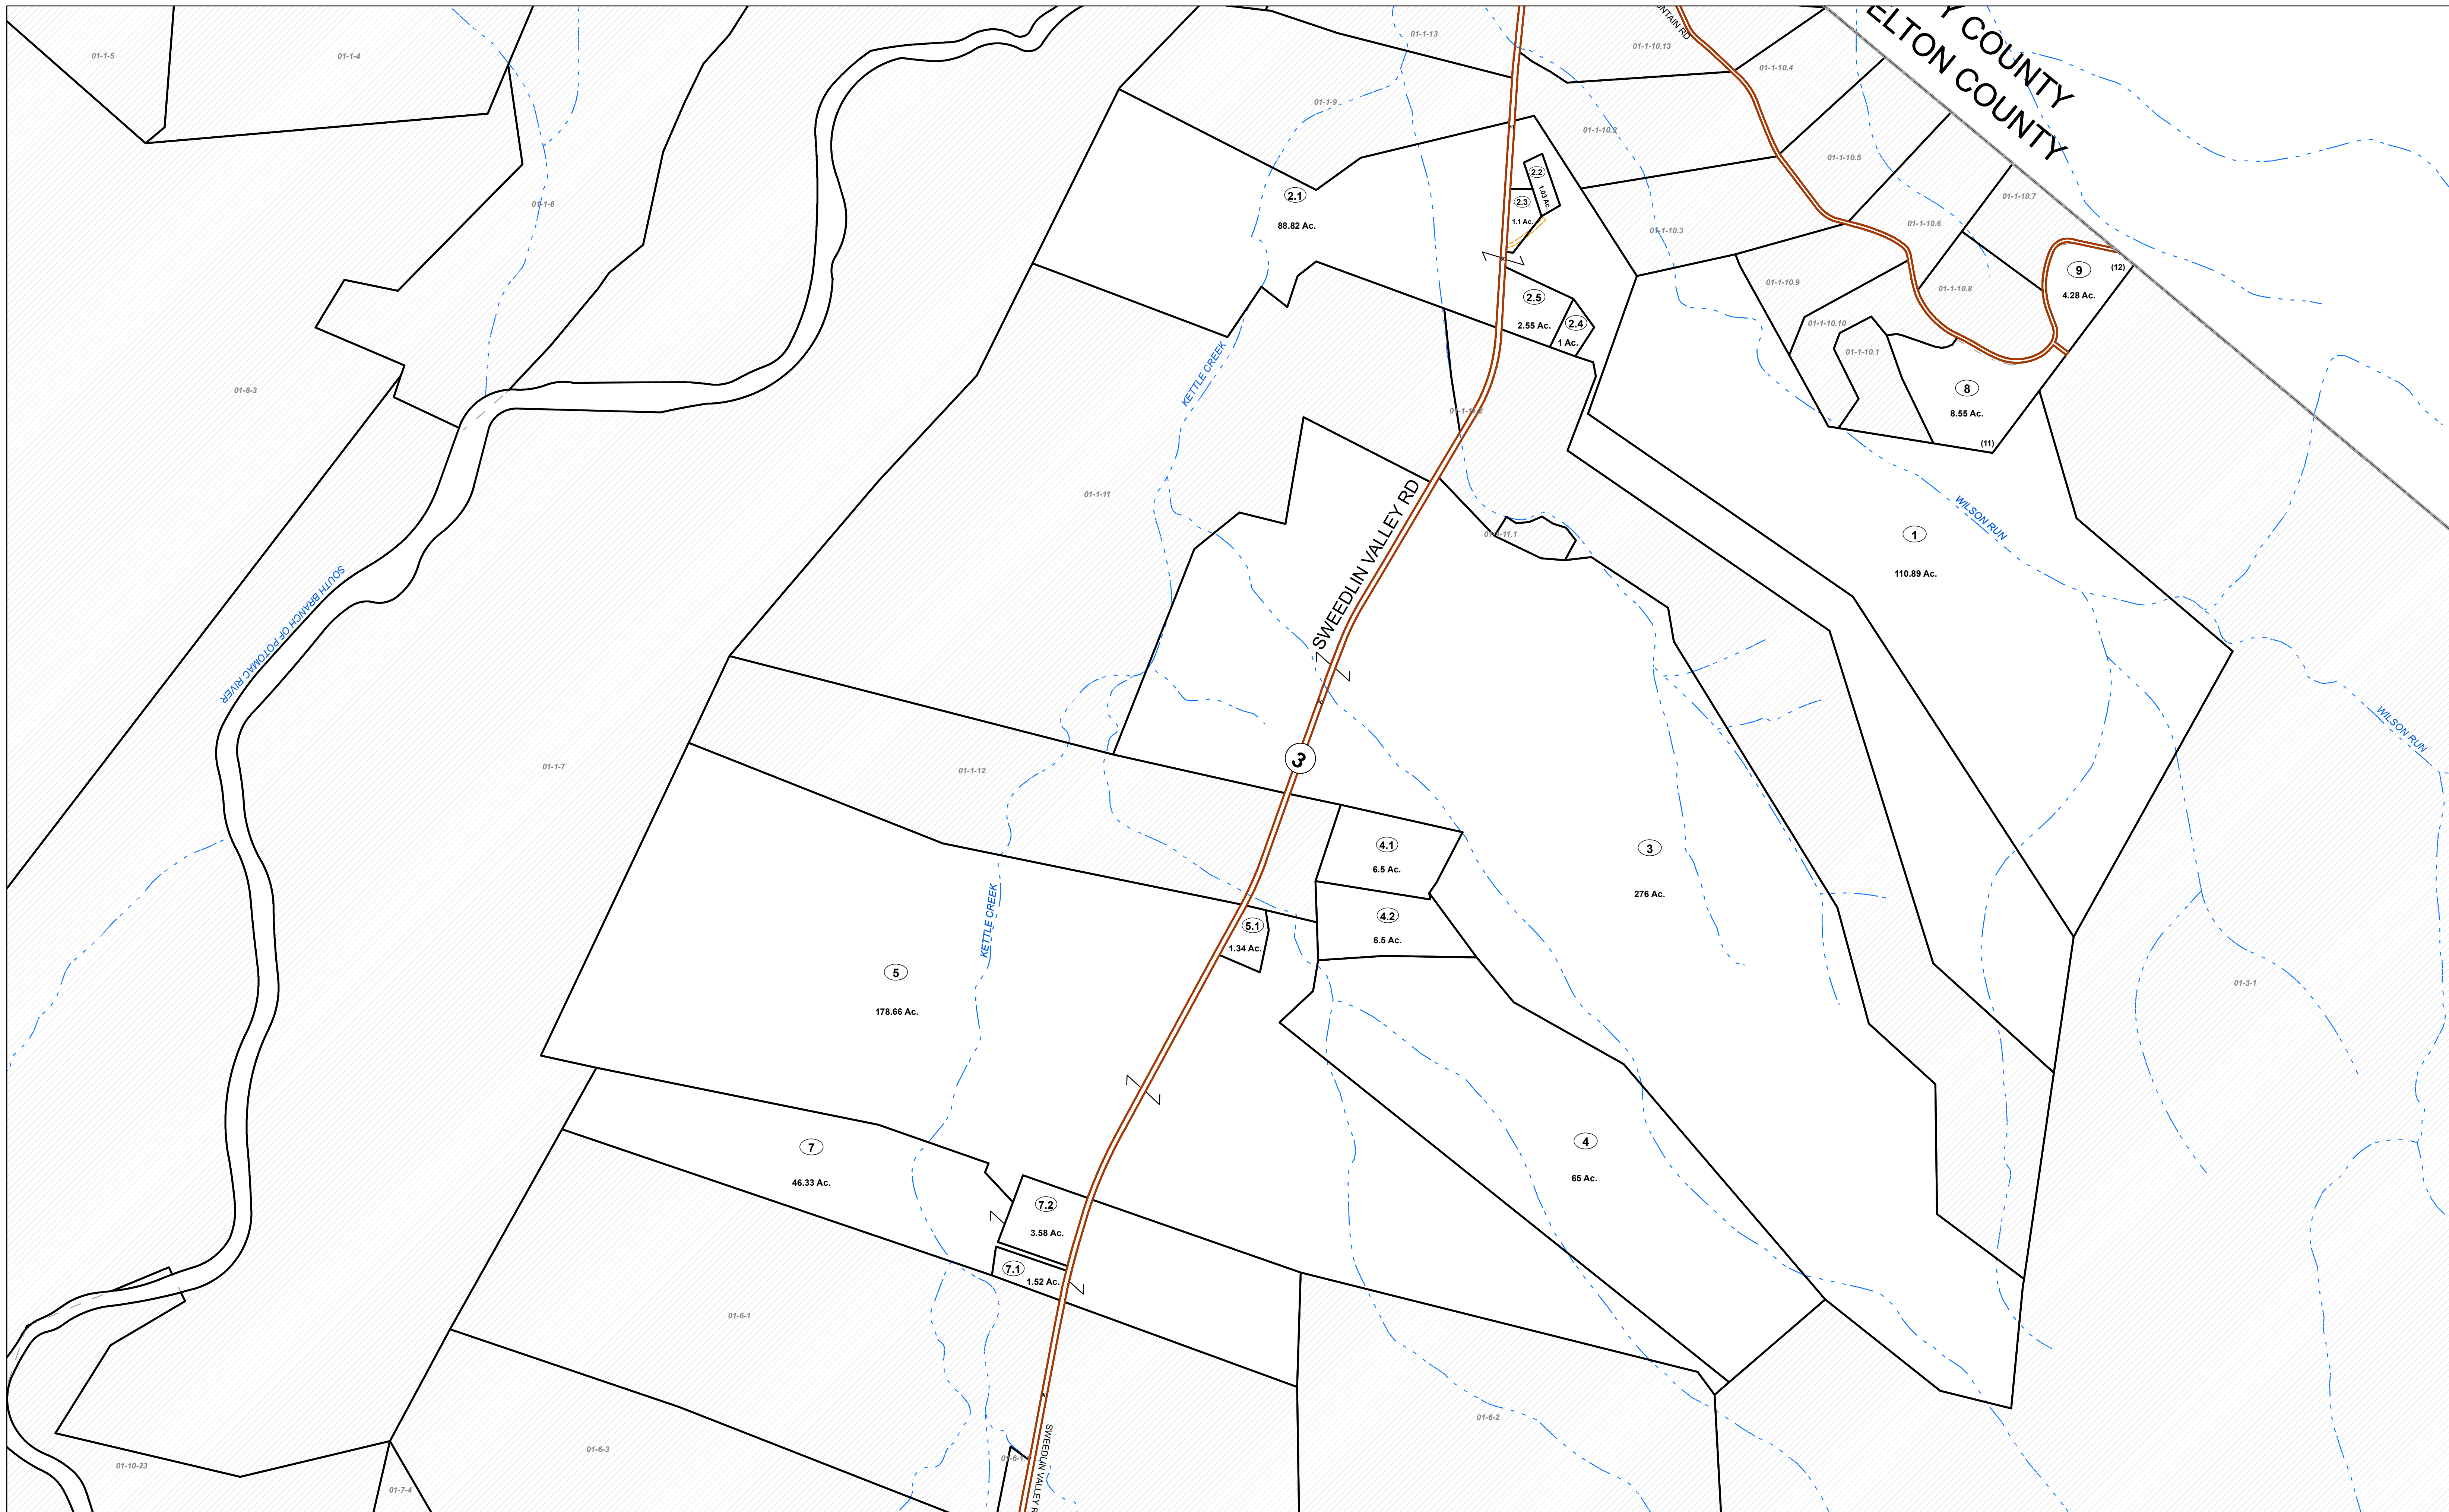 Y COUNTY
ELTON COUNTY
01-1-5
01-1-4
01-1-13
01-1-10.13
01-1-10.4
01-1-9
01-1-10.2
01-1-10.5
01-1-6
2.1
88.82 Ac.
2.2
1.03 Ac.
2.3
1.1 Ac.
01-1-10.3
01-1-10.6
01-1-10.7
01-1-10.9
01-1-10.8
9
(12)
4.28 Ac.
2.5
2.55 Ac.
2.4
1 Ac.
01-1-10.10
01-1-10.1
KETTLE CREEK
01-8-3
8
8.55 Ac.
(11)
01-1-11
SWEEDLIN VALLEY RD
WILSON RUN
1
110.89 Ac.
SOUTH BRANCH OF POTOMAC RIVER
WILSON RUN
01-1-7
01-1-12
3
4.1
6.5 Ac.
3
276 Ac.
4.2
6.5 Ac.
5.1
1.34 Ac.
KETTLE CREEK
5
178.66 Ac.
01-3-1
7
46.33 Ac.
4
65 Ac.
7.2
3.58 Ac.
7.1
1.52 Ac.
01-6-1
01-6-2
01-6-3
SWEEDLIN VALLEY R
01-10-23
01-7-4